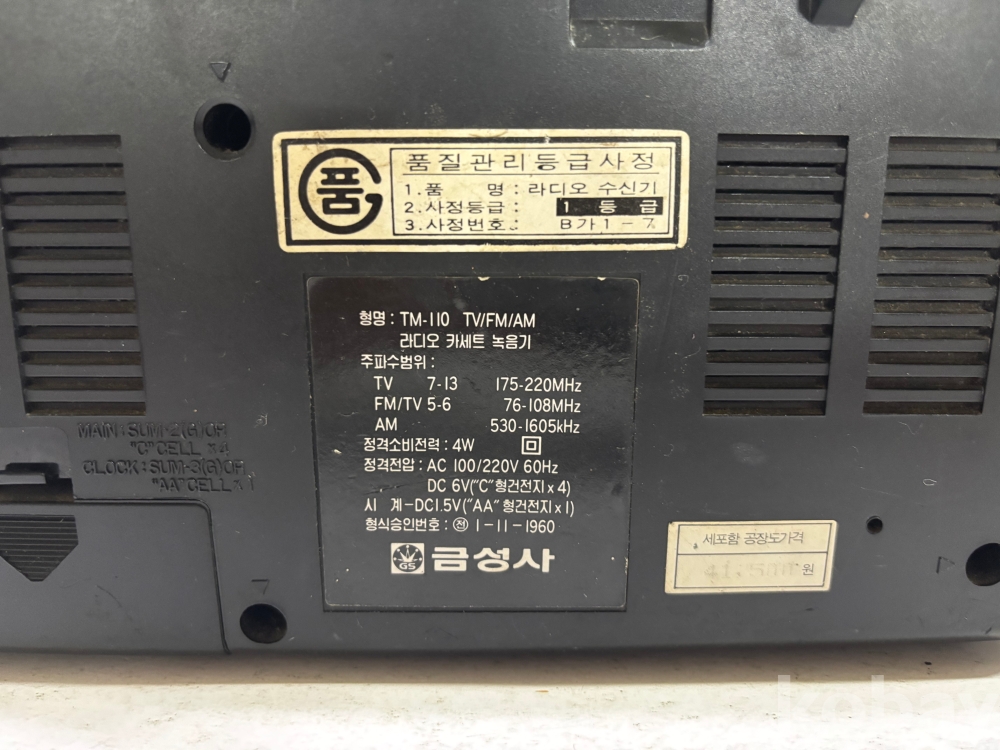 품
품질관리등급사정
1.품 명 : 라디오 수신기
2.사정등급 : 1 등 급
3.사정번호 : B가1-7
형명 : TM-110 TV/FM/AM
라디오 카세트 녹음기
주파수범위 :
TV 7-13 175-220MHz
FM/TV 5-6 76-108MHz
AM 530-1605kHz
정격소비전력 : 4W
정격전압 : AC 100/220V 60Hz
DC 6V("C"형건전지x4)
시 계-DC1.5V("AA"형건전지x1)
형식승인번호 : 전 1-11-1960
GS 금성사
MAIN : SUM-2(G)OR
"C"CELL x4
CLOCK : SUM-3(G)OR
"AA"CELL x1
세포함 공장도가격
원
kobay